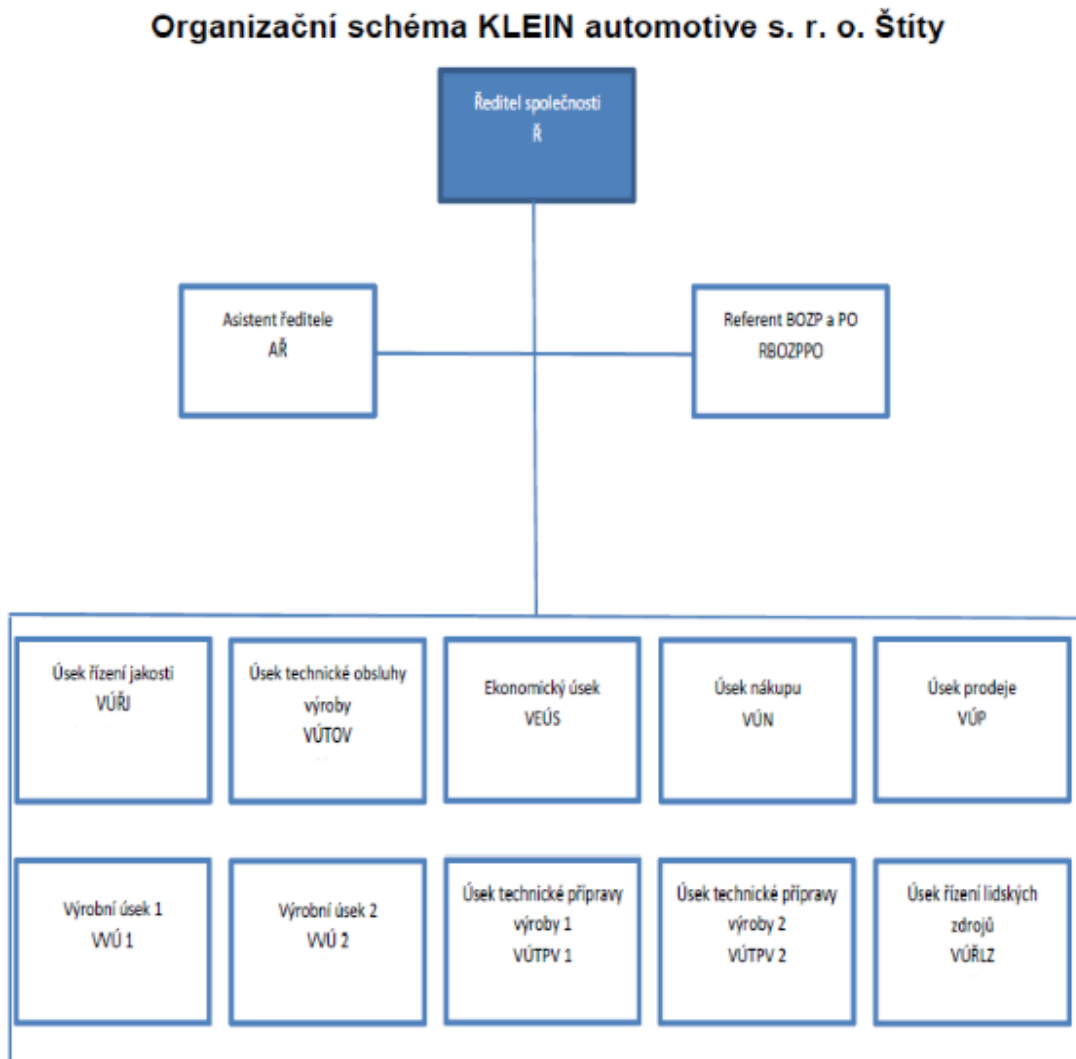 Organizační schéma KLEIN automotive s. r. o. Štíty
Ředitel společnosti
Ř
Asistent ředitele
AŘ
Referent BOZP a PO
RBOZPPO
Úsek řízení jakosti
VÚŘJ
Úsek technické obsluhy
výroby
VÚTOV
Ekonomický úsek
VEÚS
Úsek nákupu
VÚN
Úsek prodeje
VÚP
Výrobní úsek 1
VVÚ 1
Výrobní úsek 2
VVÚ 2
Úsek technické přípravy
výroby 1
VÚTPV 1
Úsek technické přípravy
výroby 2
VÚTPV 2
Úsek řízení lidských
zdrojů
VÚŘLZ